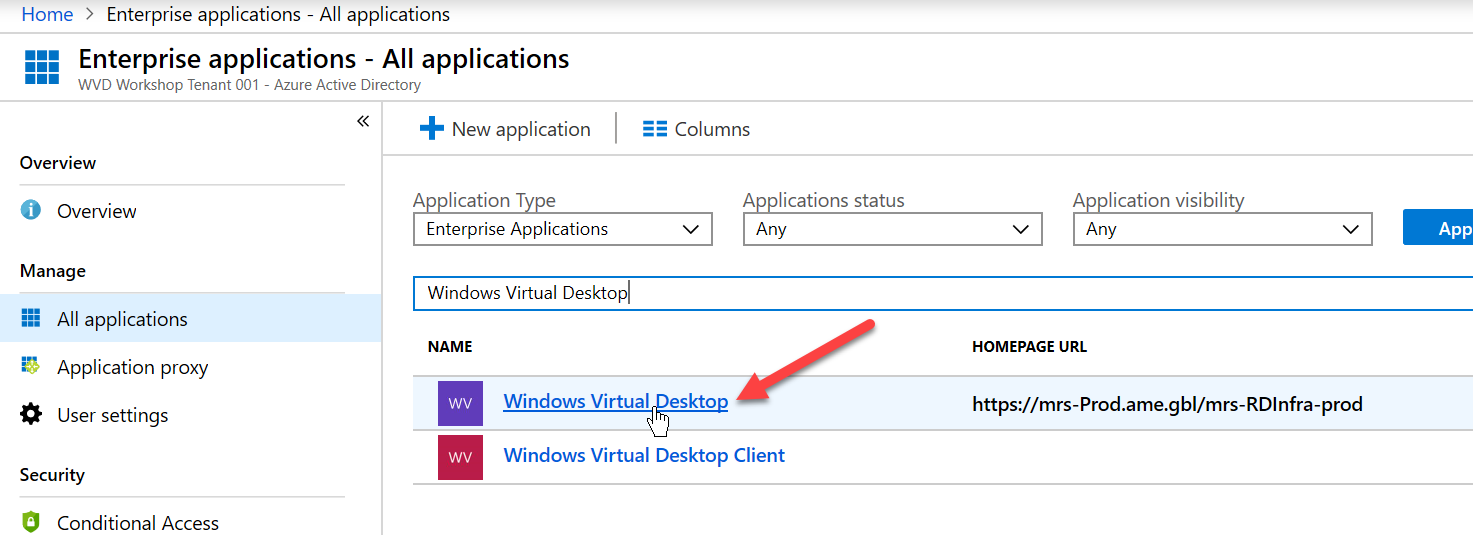 Home > Enterprise applications - All applications
Enterprise applications - All applications
WVD Workshop Tenant 001 - Azure Active Directory
«
New application
Columns
Overview
Overview
Manage
All applications
Application proxy
User settings
Security
Conditional Access
Application Type
Applications status
Application visibility
Enterprise Applications
Any
Any
App
Windows Virtual Desktop
NAME
HOMEPAGE URL
WV
Windows Virtual Desktop
https://mrs-Prod.ame.gbl/mrs-RDInfra-prod
WV
Windows Virtual Desktop Client